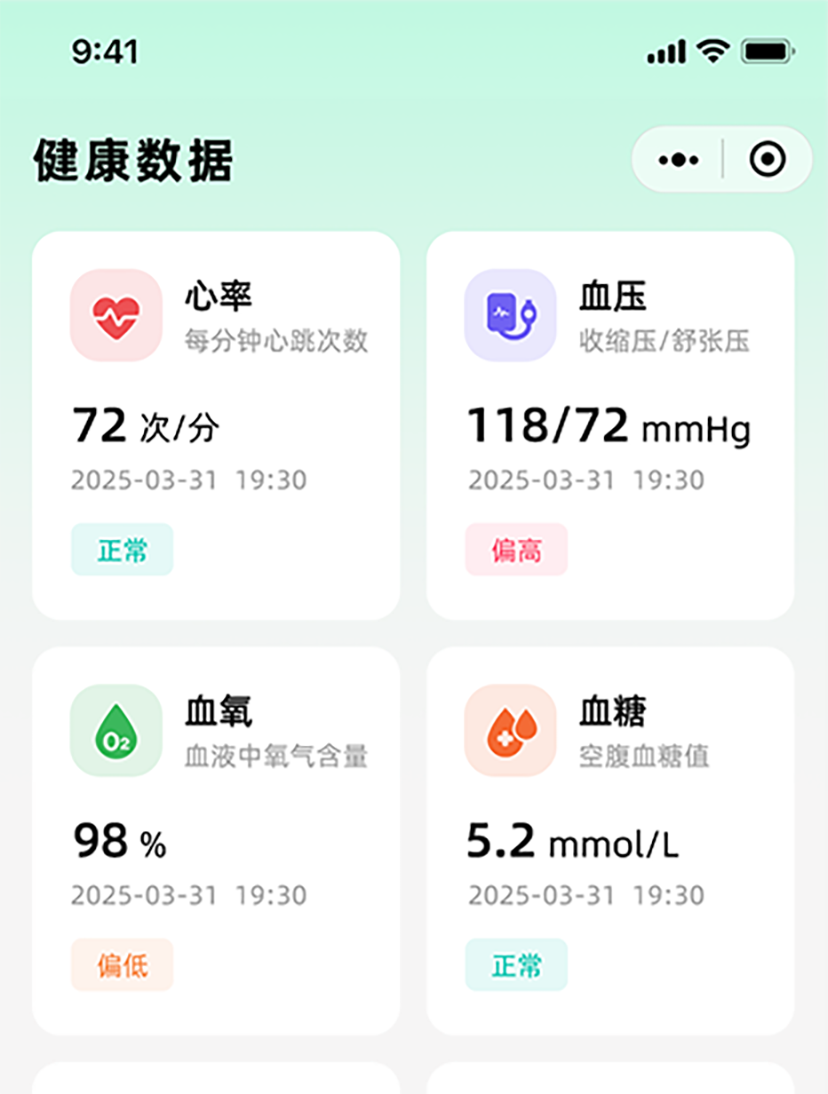 9:41
健康数据
心率
每分钟心跳次数
72 次/分
2025-03-31 19:30
正常
血压
收缩压/舒张压
118/72 mmHg
2025-03-31 19:30
偏高
血氧
血液中氧气含量
O2
98 %
2025-03-31 19:30
偏低
血糖
空腹血糖值
5.2 mmol/L
2025-03-31 19:30
正常